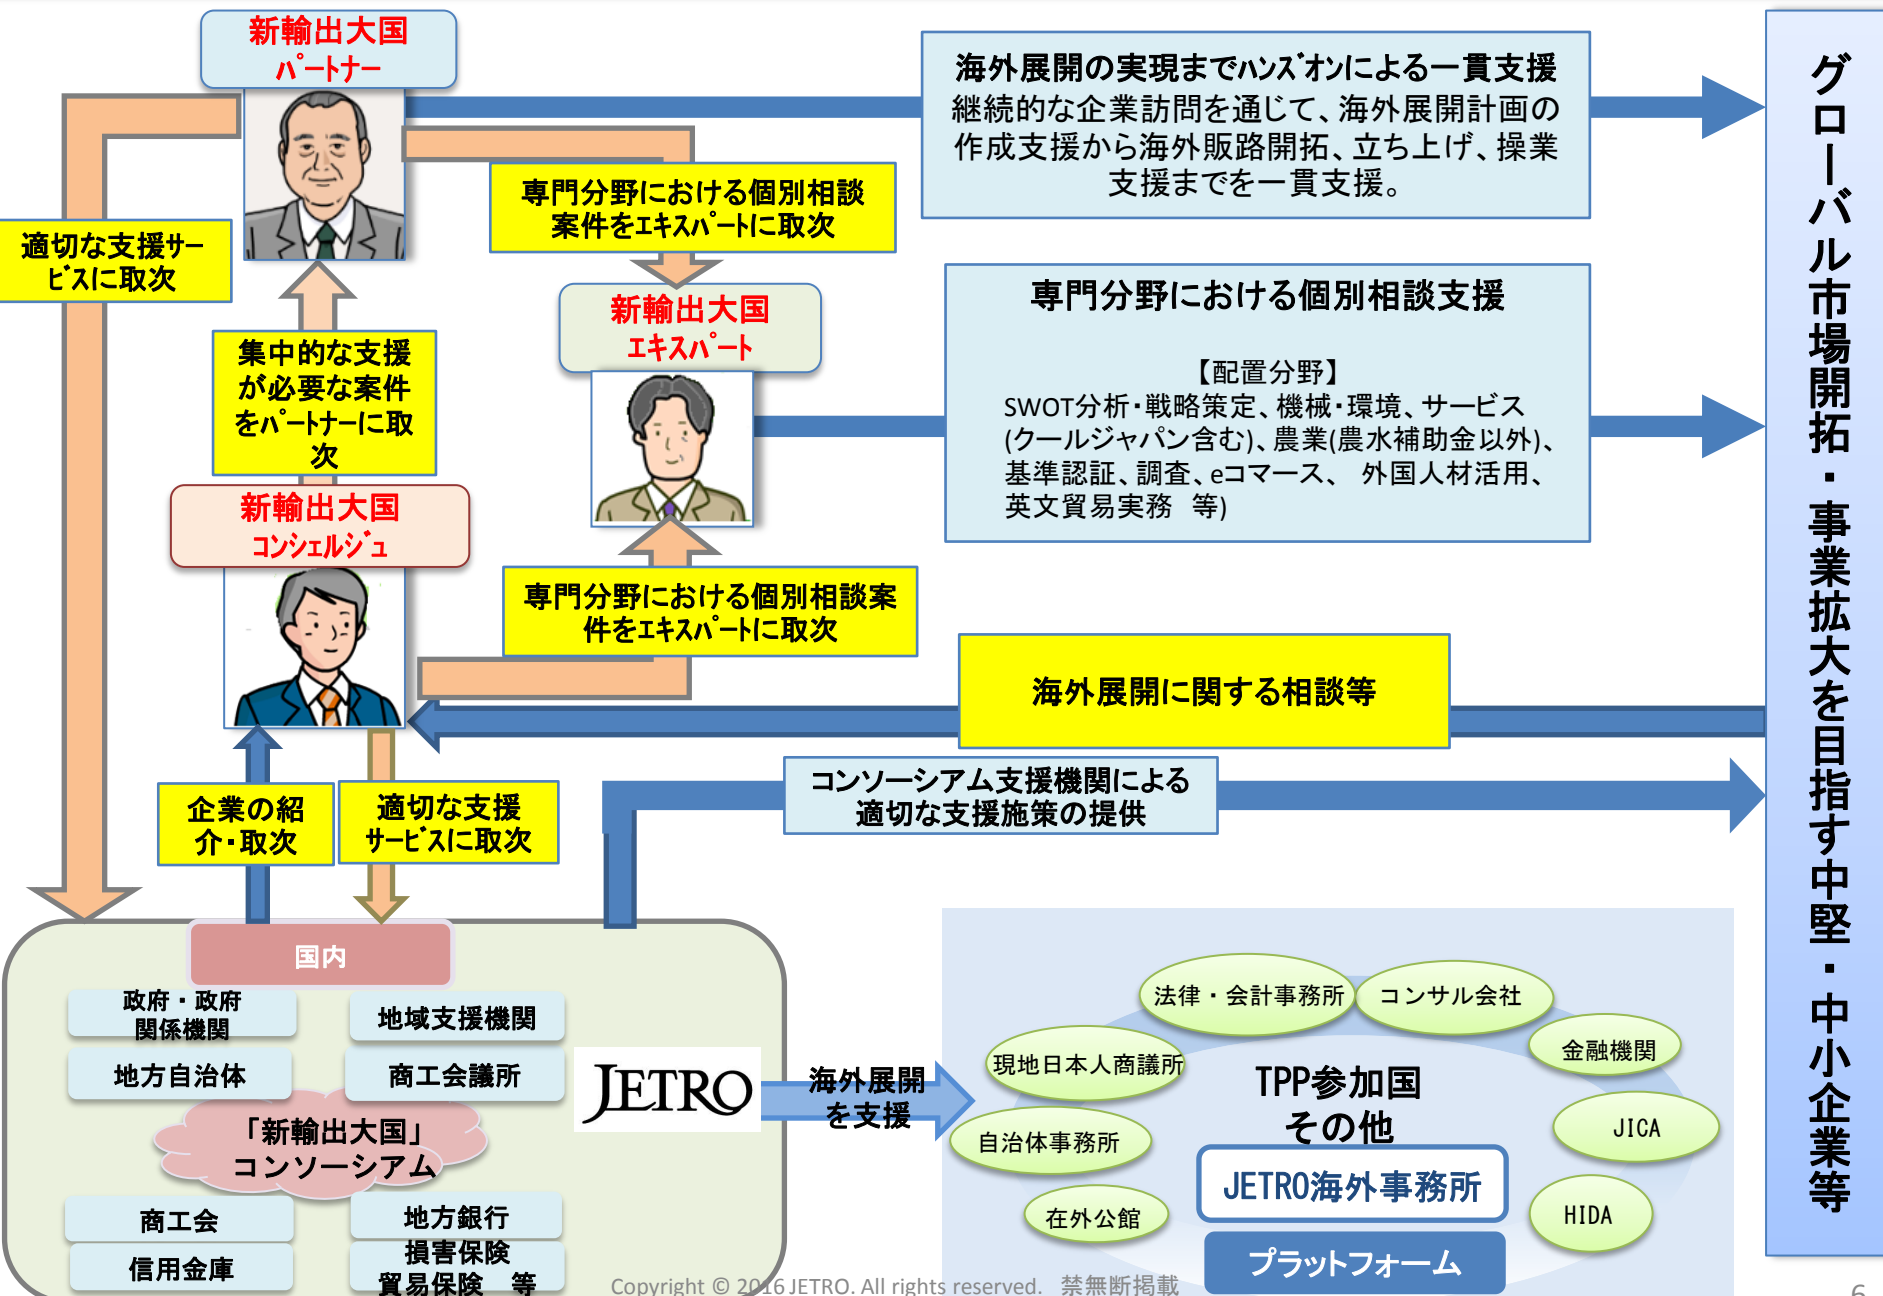 新輸出大国
パートナー
海外展開の実現までハンズオンによる一貫支援
継続的な企業訪問を通じて、海外展開計画の
作成支援から海外販路開拓、立ち上げ、操業
支援までを一貫支援。
専門分野における個別相談
案件をエキスパートに取次
適切な支援サー
ビスに取次
新輸出大国
エキスパート
専門分野における個別相談支援
【配置分野】
SWOT分析・戦略策定、機械・環境、サービス
(クールジャパン含む)、農業(農水補助金以外)、
基準認証、調査、eコマース、 外国人材活用、
英文貿易実務 等)
集中的な支援
が必要な案件
をパートナーに取
次
新輸出大国
コンシェルジュ
専門分野における個別相談案
件をエキスパートに取次
海外展開に関する相談等
コンソーシアム支援機関による
適切な支援施策の提供
企業の紹
介・取次
適切な支援
サービスに取次
グローバル市場開拓・事業拡大を目指す中堅・中小企業等
国内
政府・政府
関係機関
地域支援機関
地方自治体
商工会議所
「新輸出大国」
コンソーシアム
商工会
地方銀行
信用金庫
損害保険
貿易保険 等
JETRO
海外展開
を支援
法律・会計事務所
コンサル会社
現地日本人商議所
金融機関
自治体事務所
JICA
在外公館
HIDA
TPP参加国
その他
JETRO海外事務所
プラットフォーム
Copyright © 2016 JETRO. All rights reserved. 禁無断掲載
6